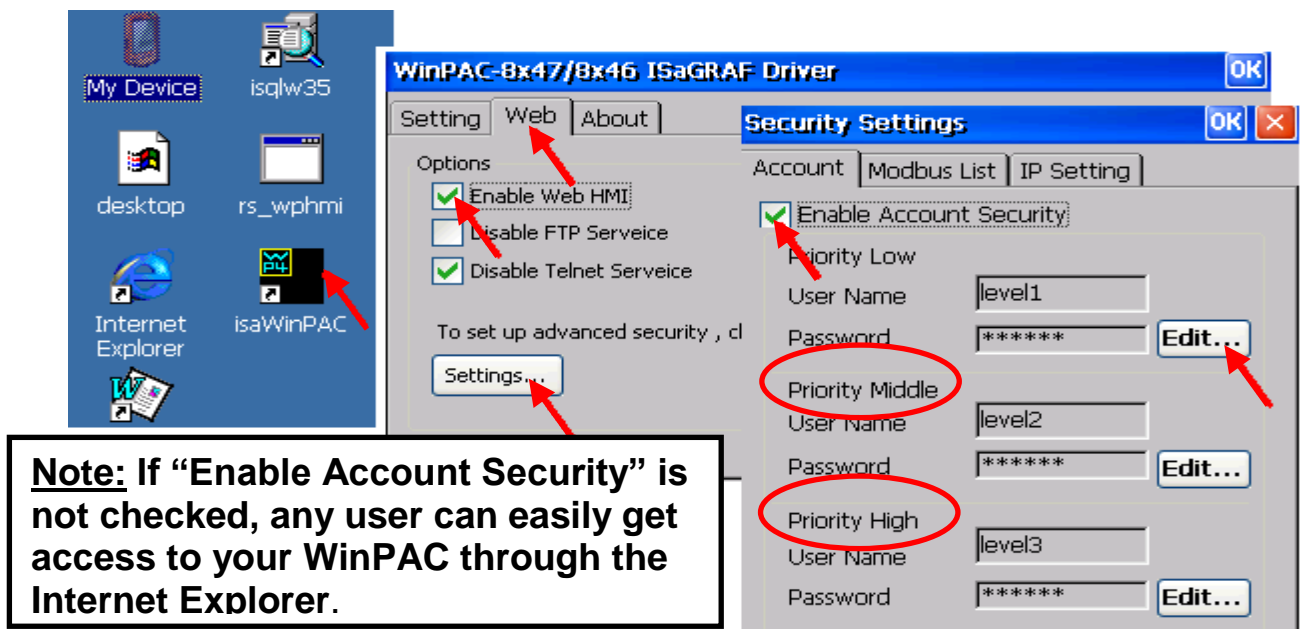 My Device
isqlw35
desktop
rs_wphmi
Internet
Explorer
isaWinPAC
WinPAC-8x47/8x46 ISaGRAF Driver
OK
Setting
Web
About
Options
Enable Web HMI
Disable FTP Serveice
Disable Telnet Serveice
To set up advanced security , cl
Settings...
Security Settings
OK
Account
Modbus List
IP Setting
Enable Account Security
Priority Low
User Name
level1
Password
******
Edit...
Priority Middle
User Name
level2
Password
******
Edit...
Priority High
User Name
level3
Password
******
Edit...
Note: If “Enable Account Security” is
not checked, any user can easily get
access to your WinPAC through the
Internet Explorer.